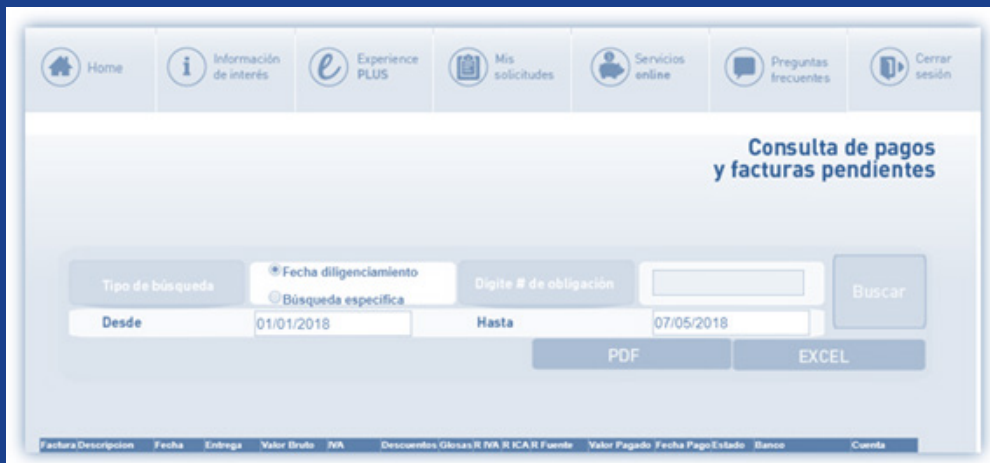 Home
Información
de interés
Experience
PLUS
Mis
solicitudes
Servicios
online
Preguntas
frecuentes
Cerrar
sesión
Consulta de pagos
y facturas pendientes
Tipo de búsqueda
Fecha diligenciamiento
Búsqueda específica
Digite # de obligación
Buscar
Desde
01/01/2018
Hasta
07/05/2018
PDF
EXCEL
Factura Descripcion Fecha Entrega Valor Bruto IVA Descuentos Glosas R IVA R ICA R Fuente Valor Pagado Fecha Pago Estado Banco Cuenta